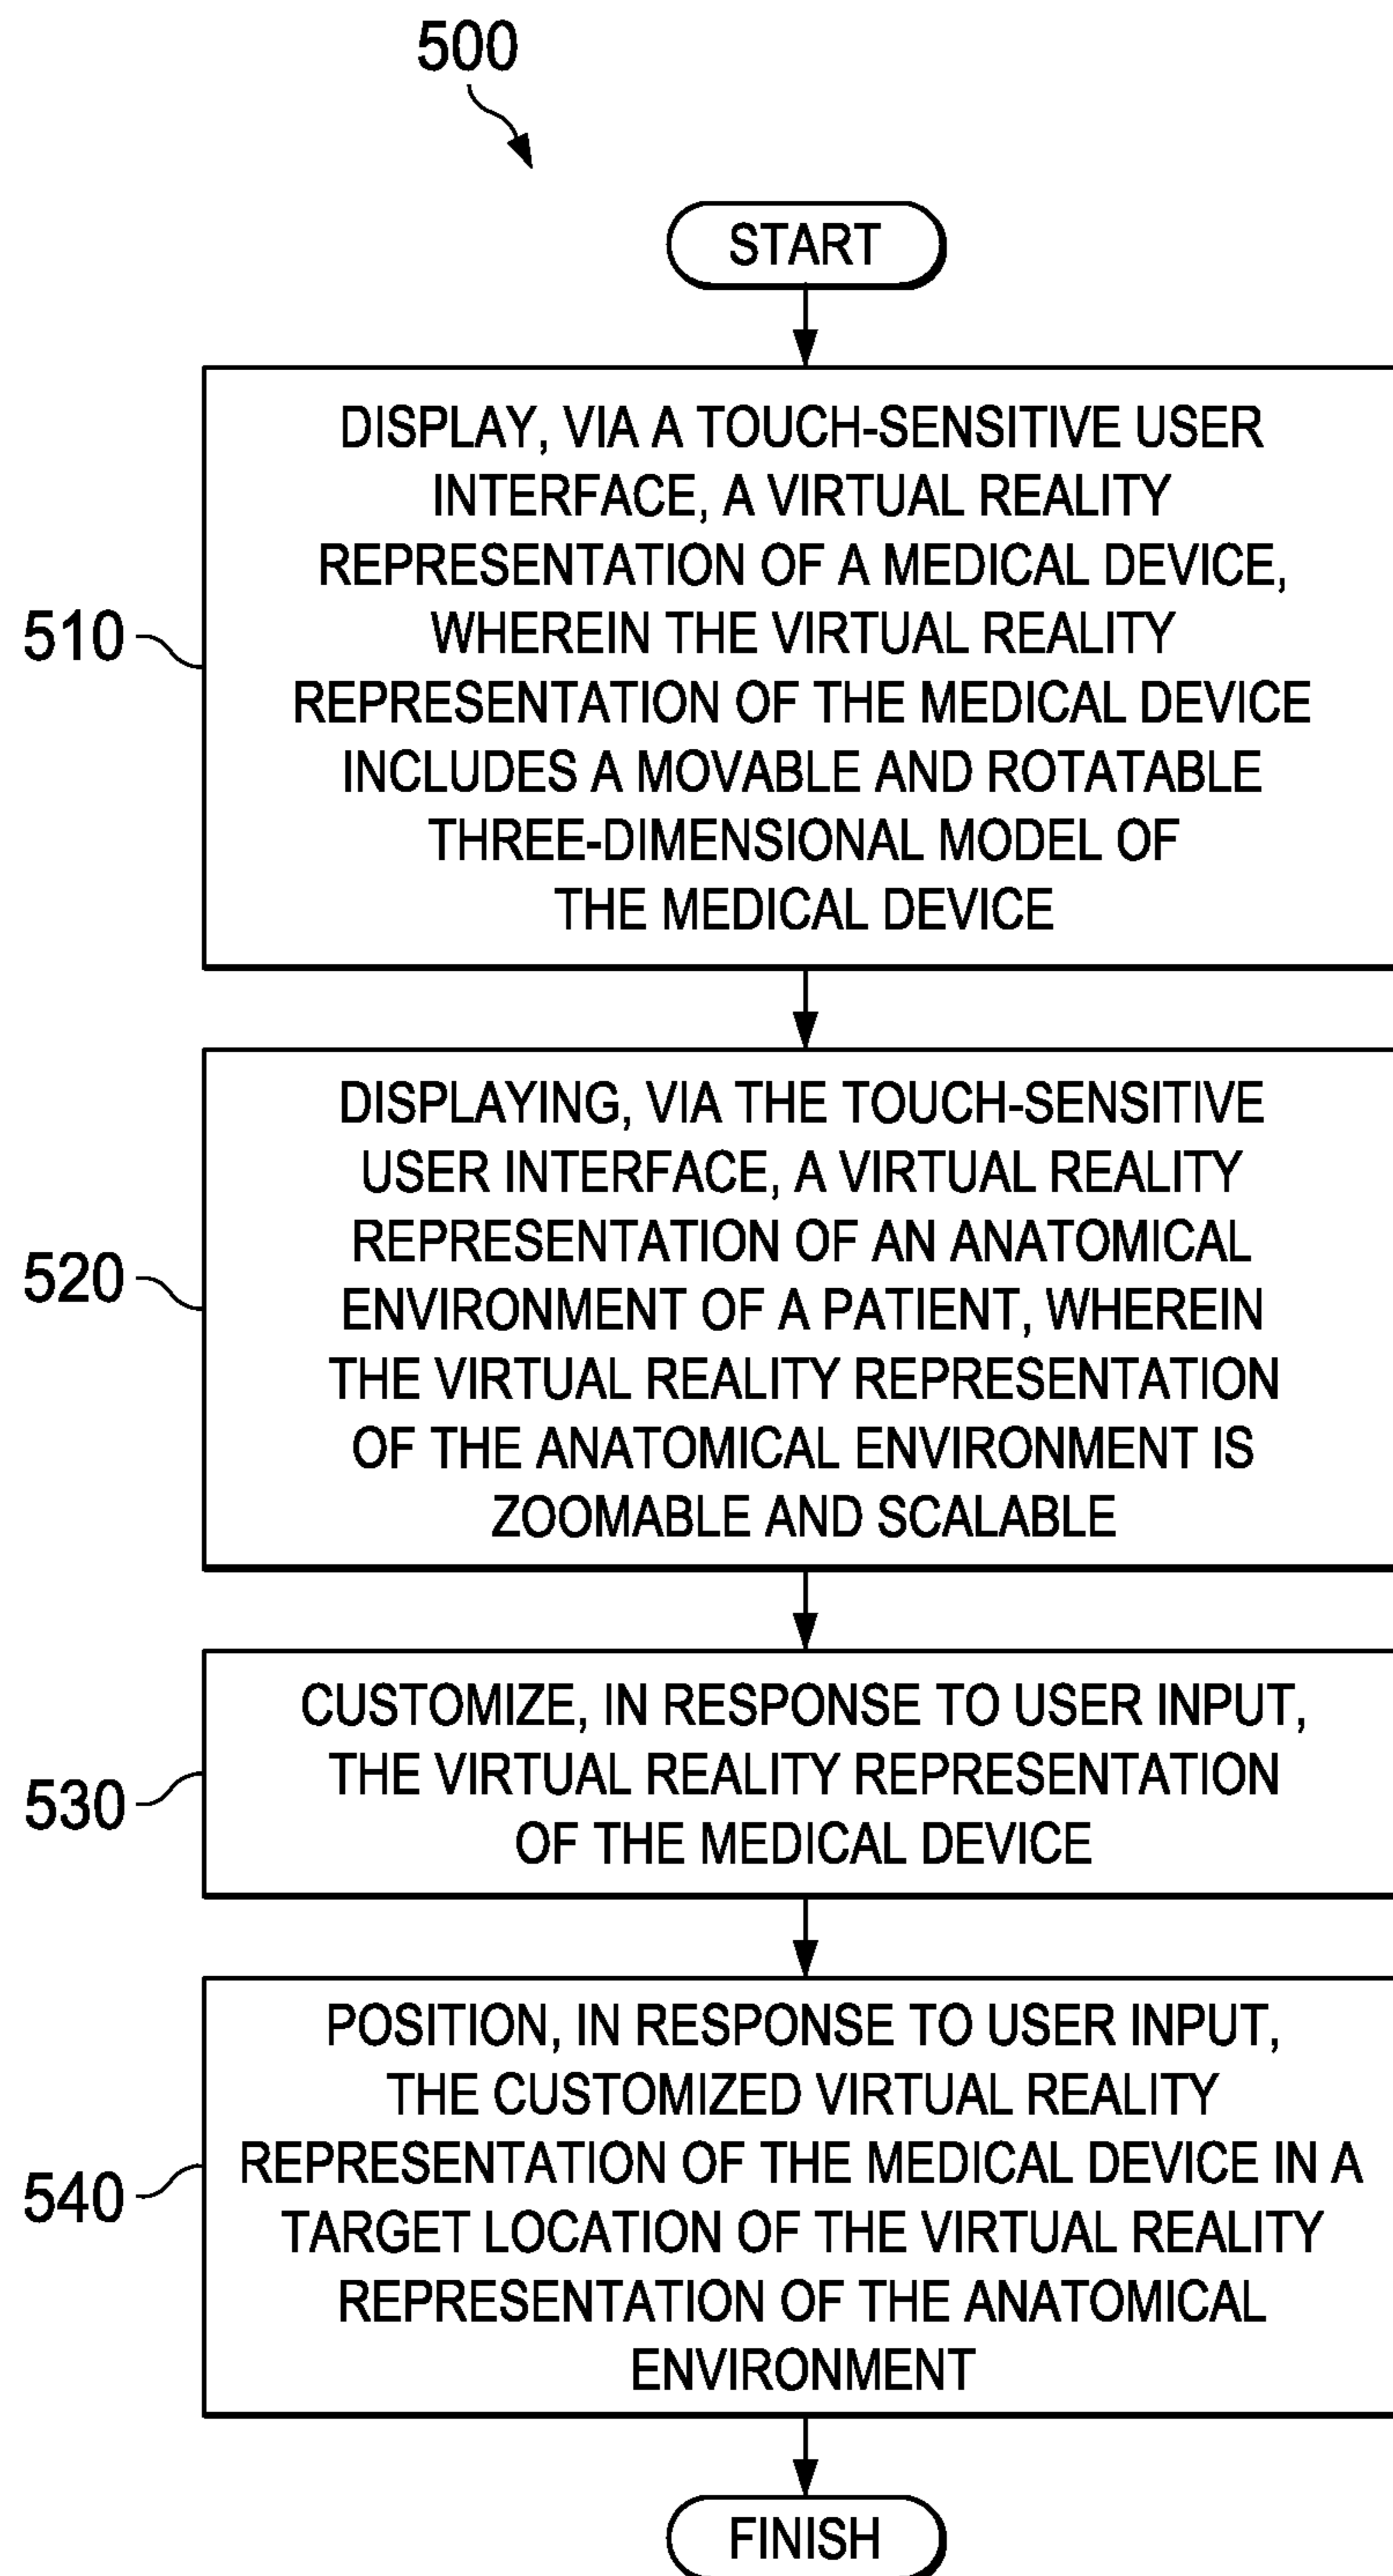 500
START
510
DISPLAY, VIA A TOUCH-SENSITIVE USER
INTERFACE, A VIRTUAL REALITY
REPRESENTATION OF A MEDICAL DEVICE,
WHEREIN THE VIRTUAL REALITY
REPRESENTATION OF THE MEDICAL DEVICE
INCLUDES A MOVABLE AND ROTATABLE
THREE-DIMENSIONAL MODEL OF
THE MEDICAL DEVICE
520
DISPLAYING, VIA THE TOUCH-SENSITIVE
USER INTERFACE, A VIRTUAL REALITY
REPRESENTATION OF AN ANATOMICAL
ENVIRONMENT OF A PATIENT, WHEREIN
THE VIRTUAL REALITY REPRESENTATION
OF THE ANATOMICAL ENVIRONMENT IS
ZOOMABLE AND SCALABLE
530
CUSTOMIZE, IN RESPONSE TO USER INPUT,
THE VIRTUAL REALITY REPRESENTATION
OF THE MEDICAL DEVICE
540
POSITION, IN RESPONSE TO USER INPUT,
THE CUSTOMIZED VIRTUAL REALITY
REPRESENTATION OF THE MEDICAL DEVICE IN A
TARGET LOCATION OF THE VIRTUAL REALITY
REPRESENTATION OF THE ANATOMICAL
ENVIRONMENT
FINISH